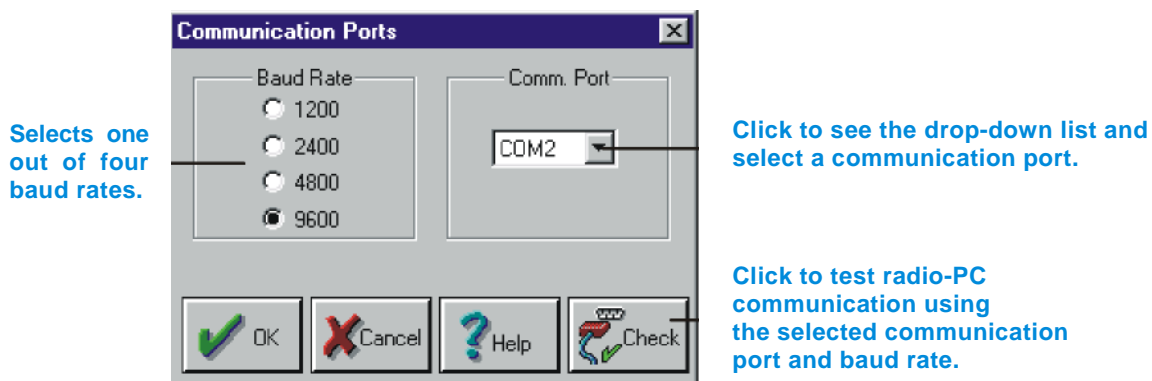 Communication Ports
Baud Rate
1200
2400
4800
9600
Comm. Port
COM2
OK
Cancel
Help
Check
Selects one
out of four
baud rates.
Click to see the drop-down list and
select a communication port.
Click to test radio-PC
communication using
the selected communication
port and baud rate.